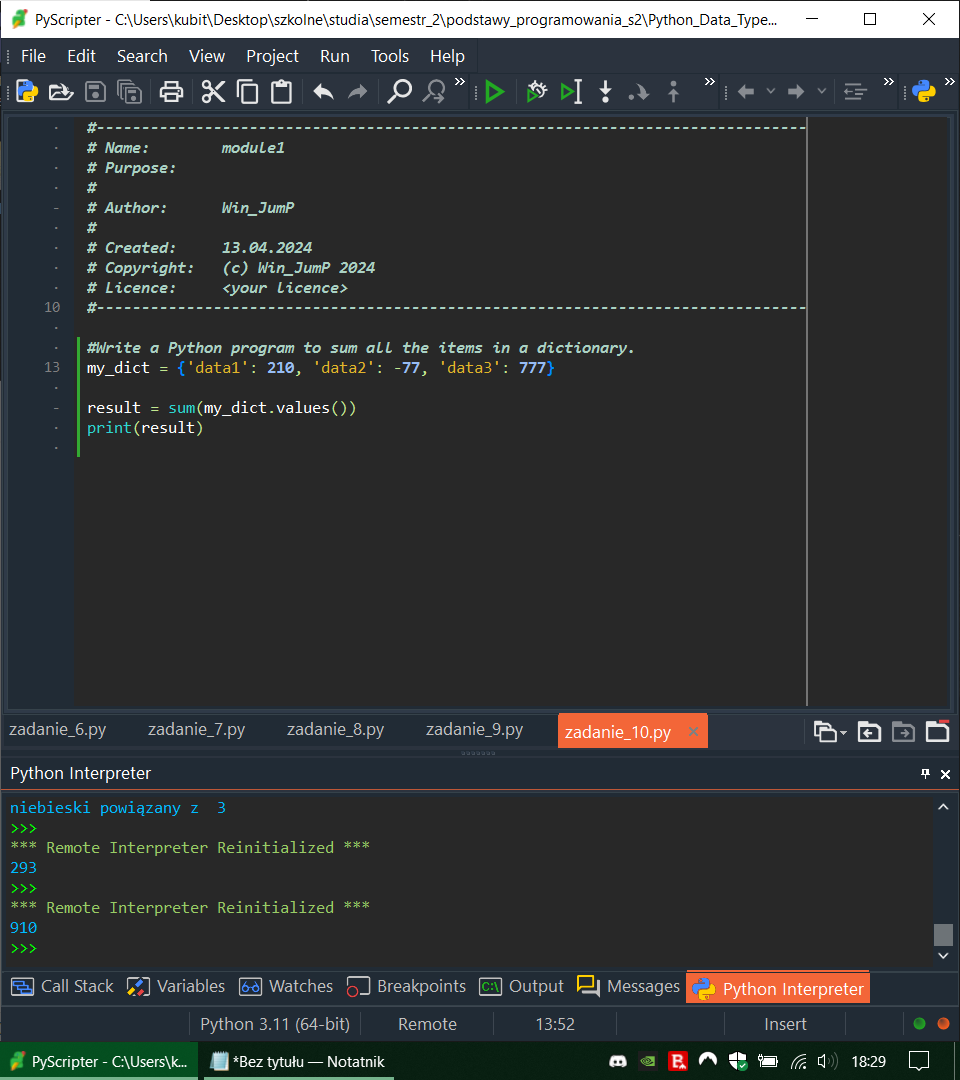 PyScripter - C:\Users\kubit\Desktop\szkolne\studia\semestr_2\podstawy_programowania_s2\Python_Data_Type...
File Edit Search View Project Run Tools Help
#-------------------------------------------------------------------------------
# Name:        module1
# Purpose:
#
# Author:      Win_JumP
#
# Created:     13.04.2024
# Copyright:   (c) Win_JumP 2024
# Licence:     <your licence>
10 #-------------------------------------------------------------------------------
#Write a Python program to sum all the items in a dictionary.
13 my_dict = {'data1': 210, 'data2': -77, 'data3': 777}
result = sum(my_dict.values())
print(result)
zadanie_6.py zadanie_7.py zadanie_8.py zadanie_9.py zadanie_10.py
Python Interpreter
niebieski powiązany z  3
>>>
*** Remote Interpreter Reinitialized ***
293
>>>
*** Remote Interpreter Reinitialized ***
910
>>>
Call Stack Variables Watches Breakpoints Output Messages Python Interpreter
Python 3.11 (64-bit) Remote 13:52 Insert
PyScripter - C:\Users\k... *Bez tytułu — Notatnik 18:29